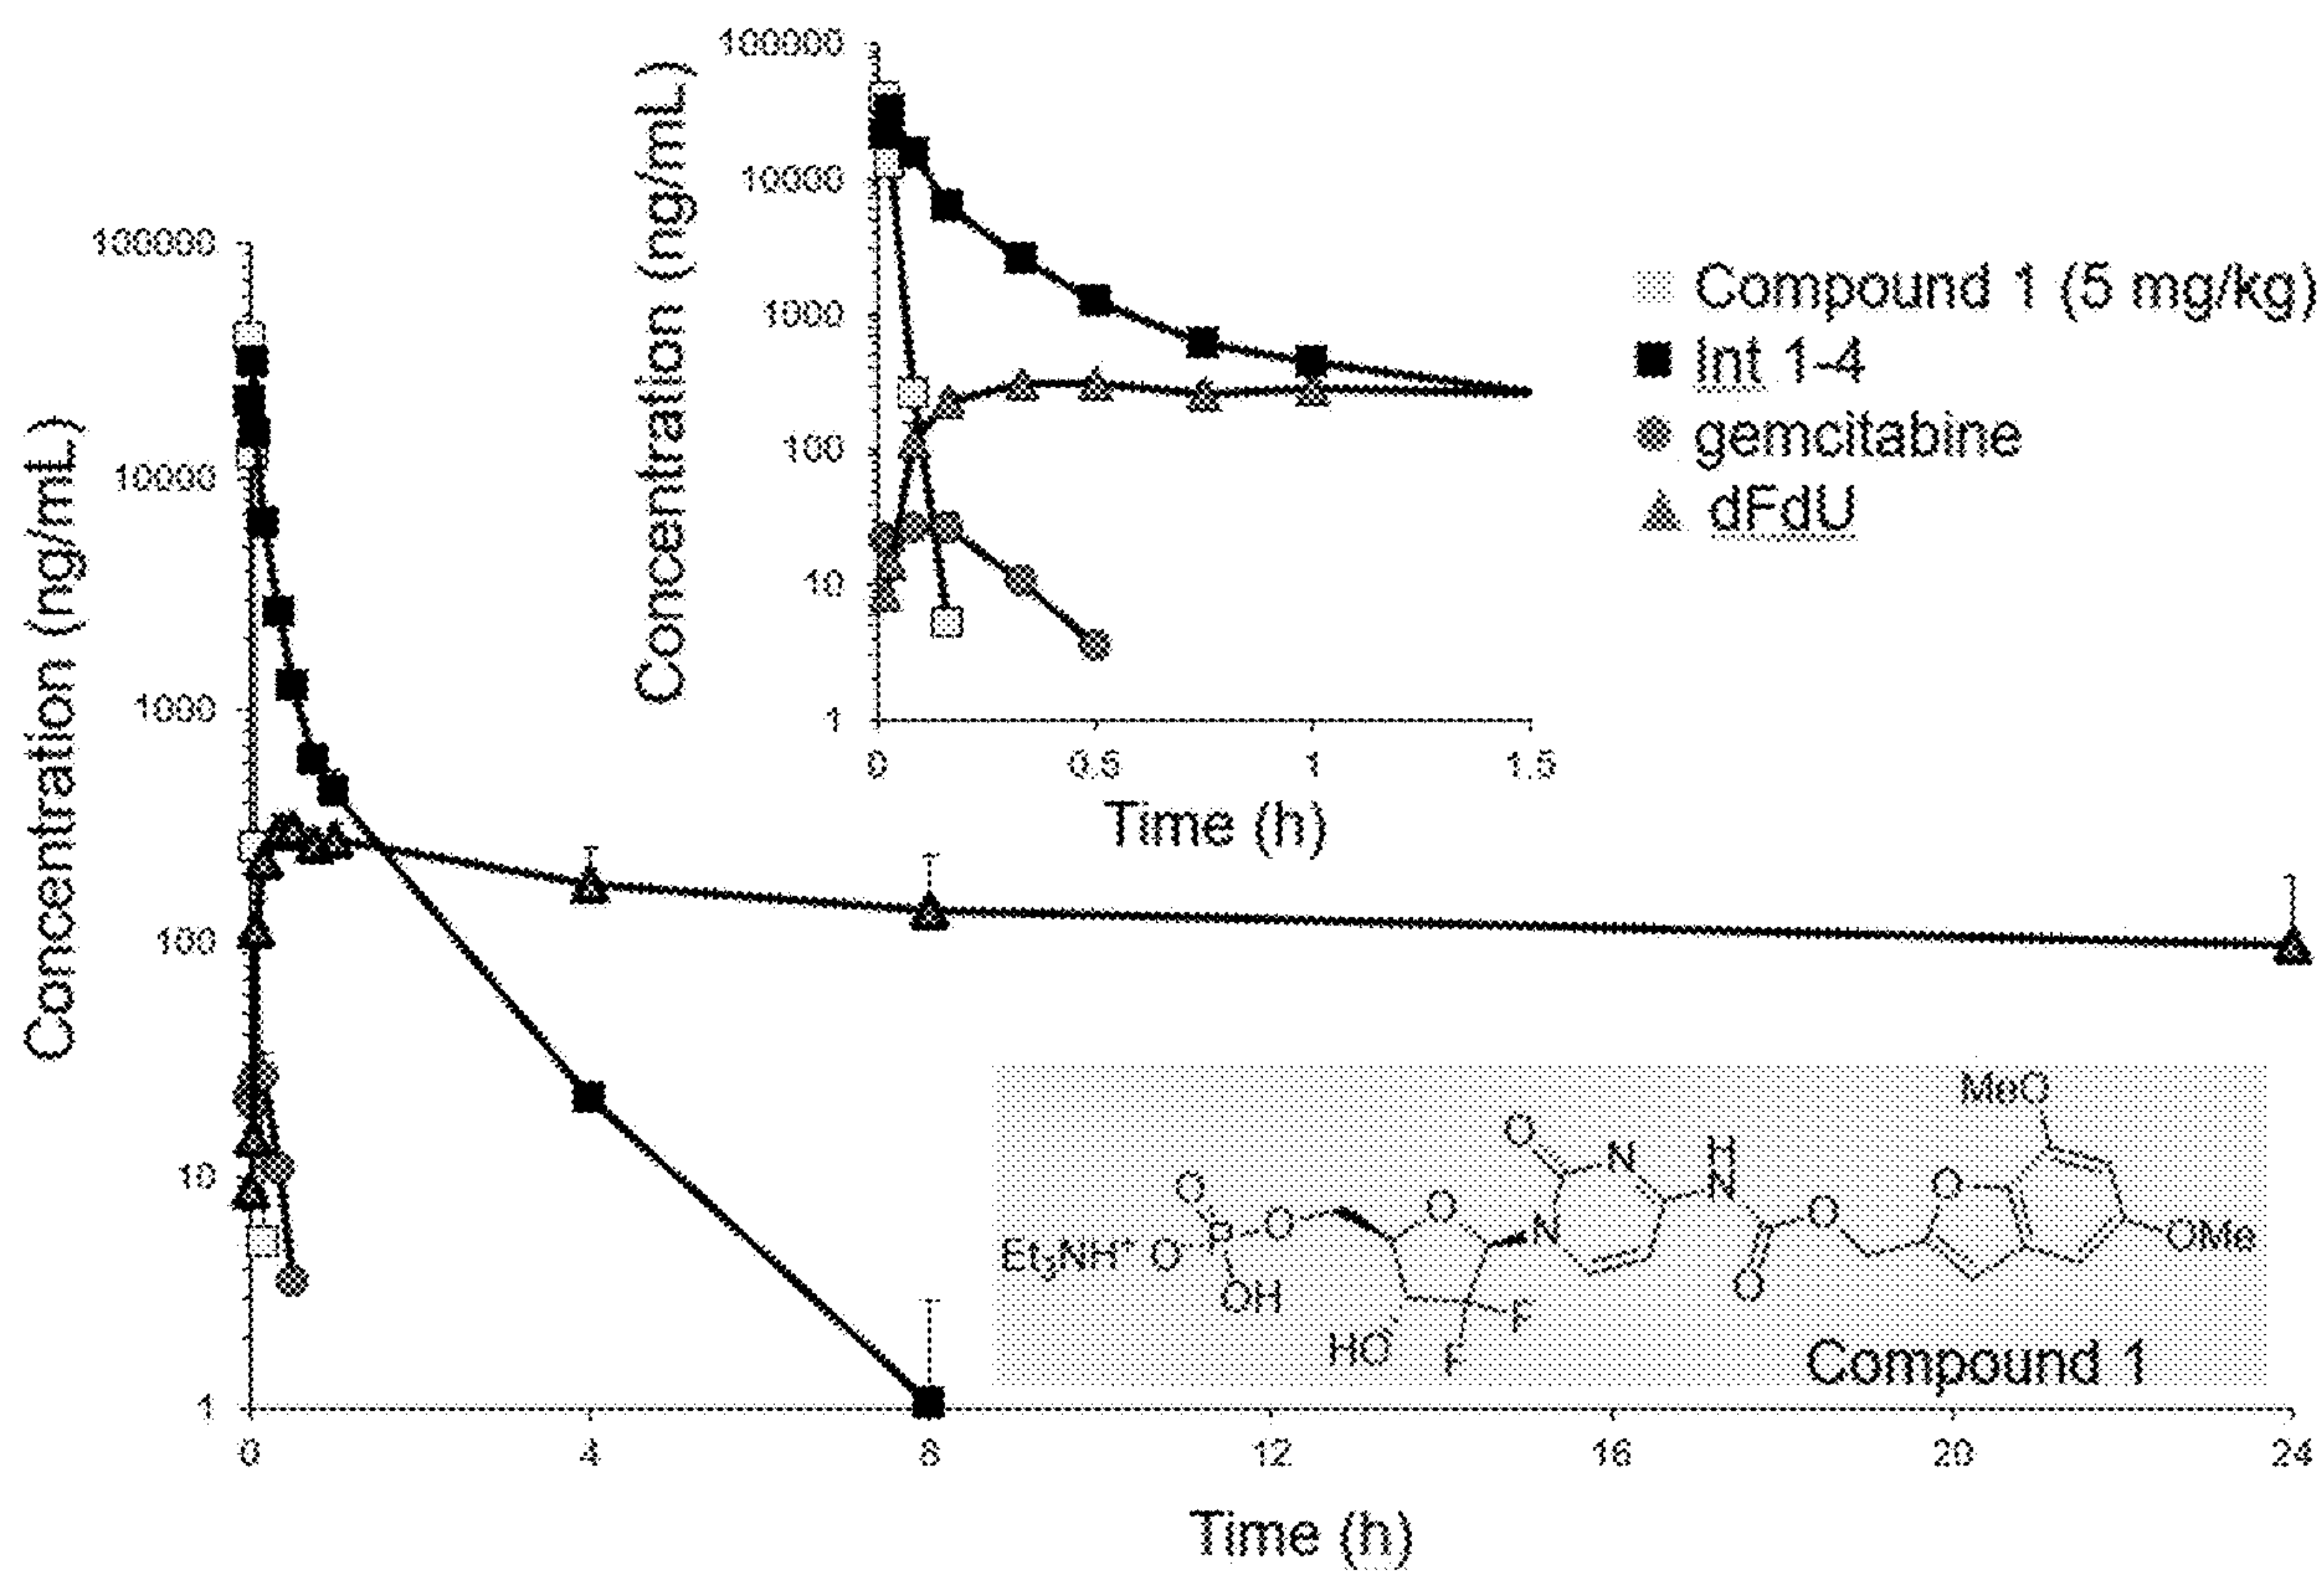 100000
10000
1000
100
10
1
Concentration (ng/mL)
0
0.5
1
1.5
Time (h)
Compound 1 (5 mg/kg)
Int 1-4
gemcitabine
dFdU
100000
10000
1000
100
10
1
Concentration (ng/mL)
0
4
8
12
16
20
24
Time (h)
MeO
O
N
H
N
O
O
O
O
O
N
O
OMe
Et3NH+
O
P
OH
O
F
HO
F
Compound 1